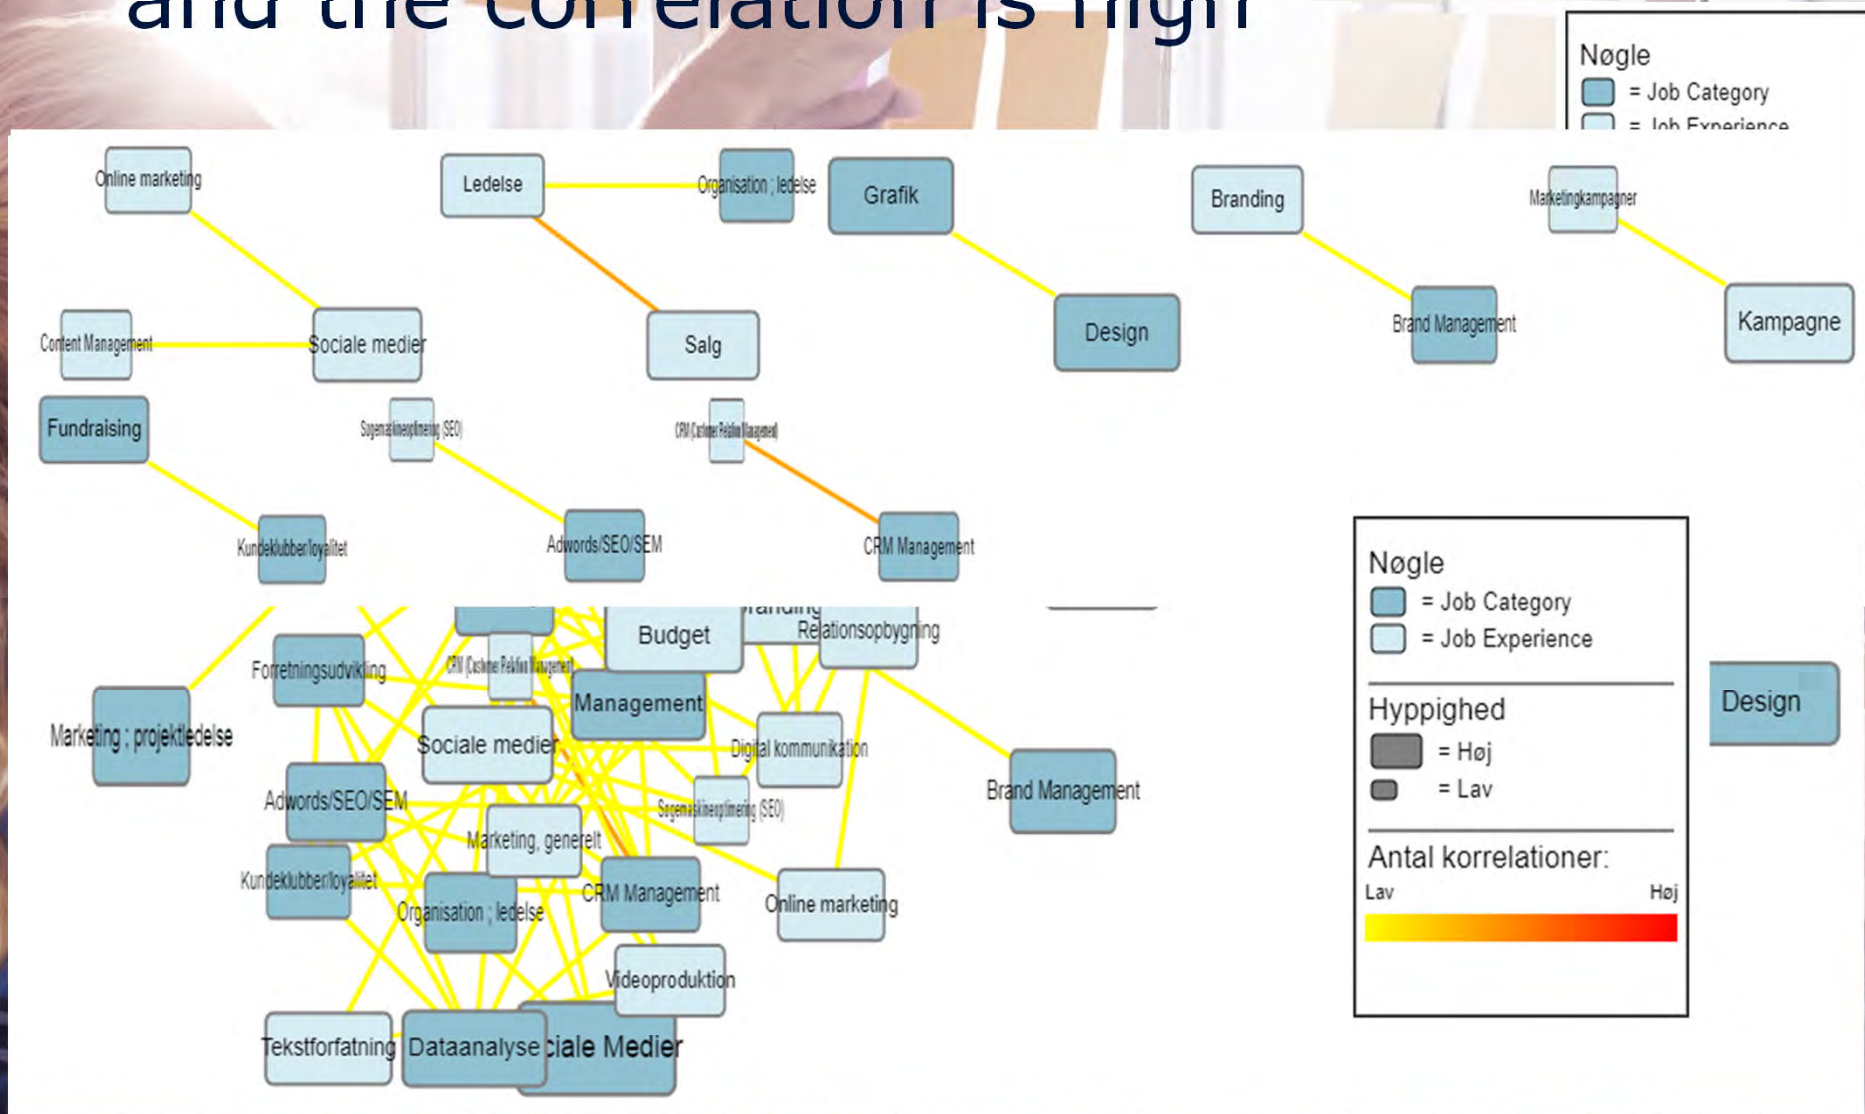 and the correlation is high
Nøgle
= Job Category
= Job Experience
Online marketing
Ledelse
Organisation ; ledelse
Grafik
Branding
Marketingkampagner
Content Management
Sociale medier
Salg
Design
Brand Management
Kampagne
Fundraising
Søgemaskineoptimering (SEO)
CRM (Customer Relation Management)
Kundeklubber/loyalitet
Adwords/SEO/SEM
CRM Management
Nøgle
= Job Category
= Job Experience
Hyppighed
= Høj
= Lav
Antal korrelationer:
Lav
Høj
Budget
Relationsopbygning
Forretningsudvikling
CRM (Customer Relation Management)
Management
Marketing ; projektledelse
Sociale medier
Digital kommunikation
Design
Adwords/SEO/SEM
Søgemaskineoptimering (SEO)
Brand Management
Marketing, generelt
Kundeklubber/loyalitet
Organisation ; ledelse
CRM Management
Online marketing
Videoproduktion
Tekstforfatning
Dataanalyse
ciale Medier